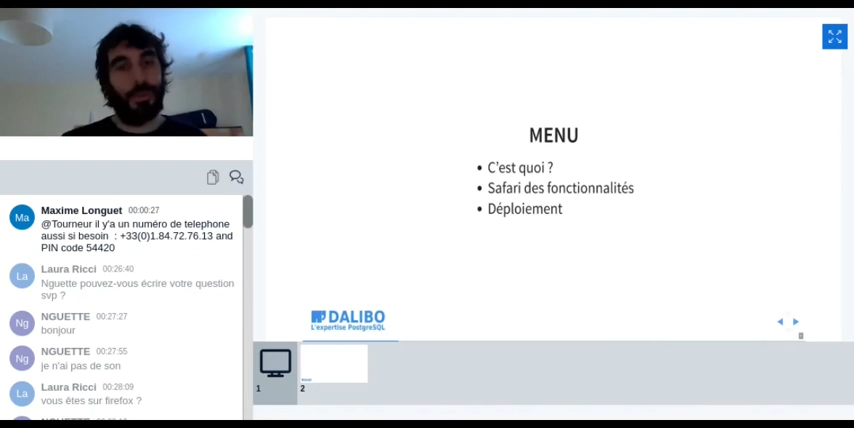 MENU
• C'est quoi ?
• Safari des fonctionnalités
• Déploiement
DALIBO
L'expertise PostgreSQL
1
2
Ma
Maxime Longuet 00:00:27
@Tourneur il y'a un numéro de telephone
aussi si besoin : +33(0)1.84.72.76.13 and
PIN code 54420
La
Laura Ricci 00:26:40
Nguette pouvez-vous écrire votre question
svp ?
Ng
NGUETTE 00:27:27
bonjour
Ng
NGUETTE 00:27:55
je n'ai pas de son
La
Laura Ricci 00:28:09
vous êtes sur firefox ?